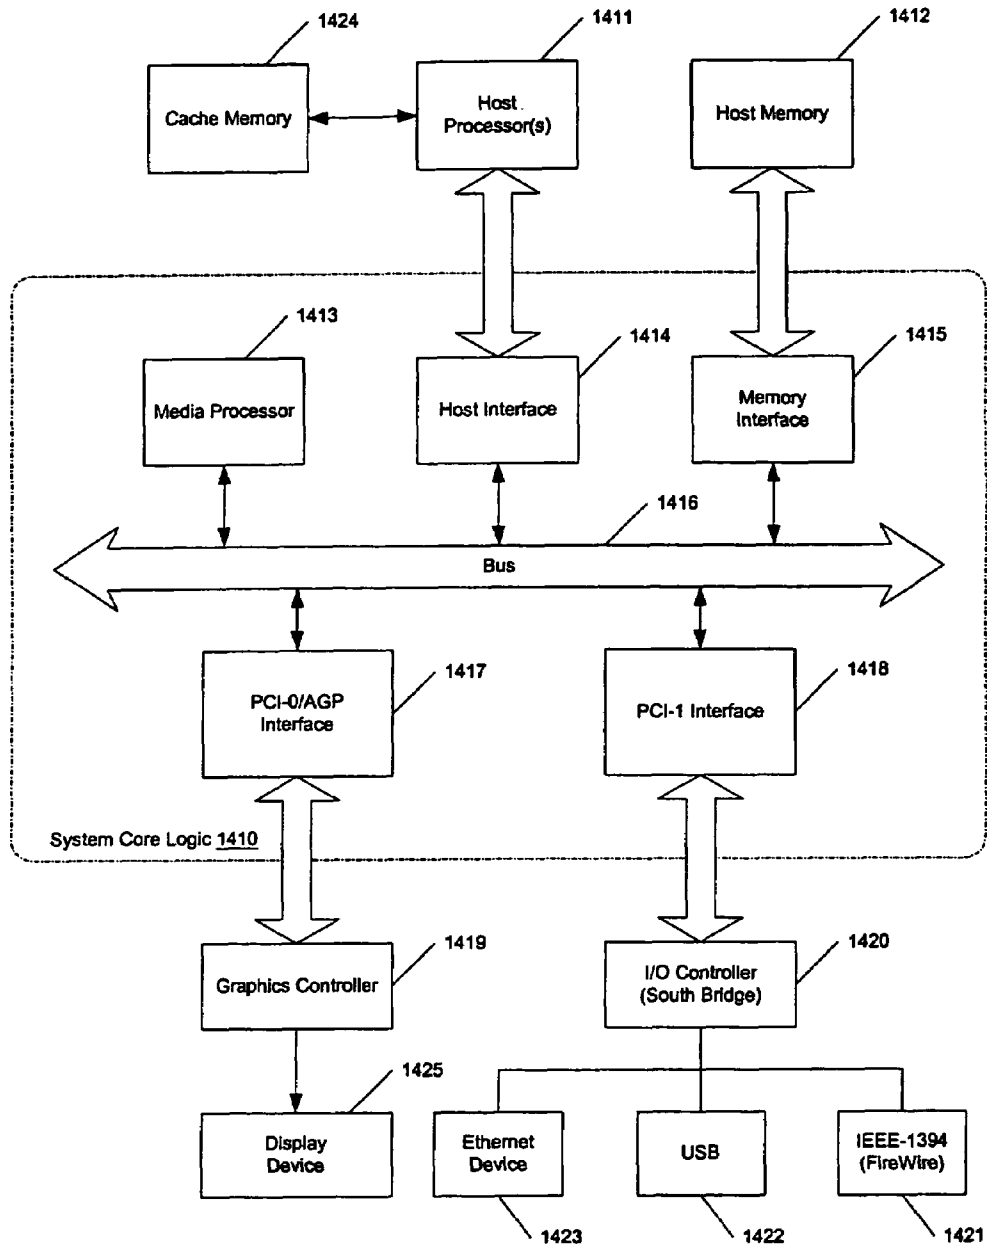 1424
1411
1412
Cache Memory
Host
Processor(s)
Host Memory
1413
1414
1415
Media Processor
Host Interface
Memory
Interface
1416
Bus
1417
1418
PCI-0/AGP
Interface
PCI-1 Interface
System Core Logic 1410
1419
1420
Graphics Controller
I/O Controller
(South Bridge)
1425
Display
Device
Ethernet
Device
USB
IEEE-1394
(FireWire)
1423
1422
1421